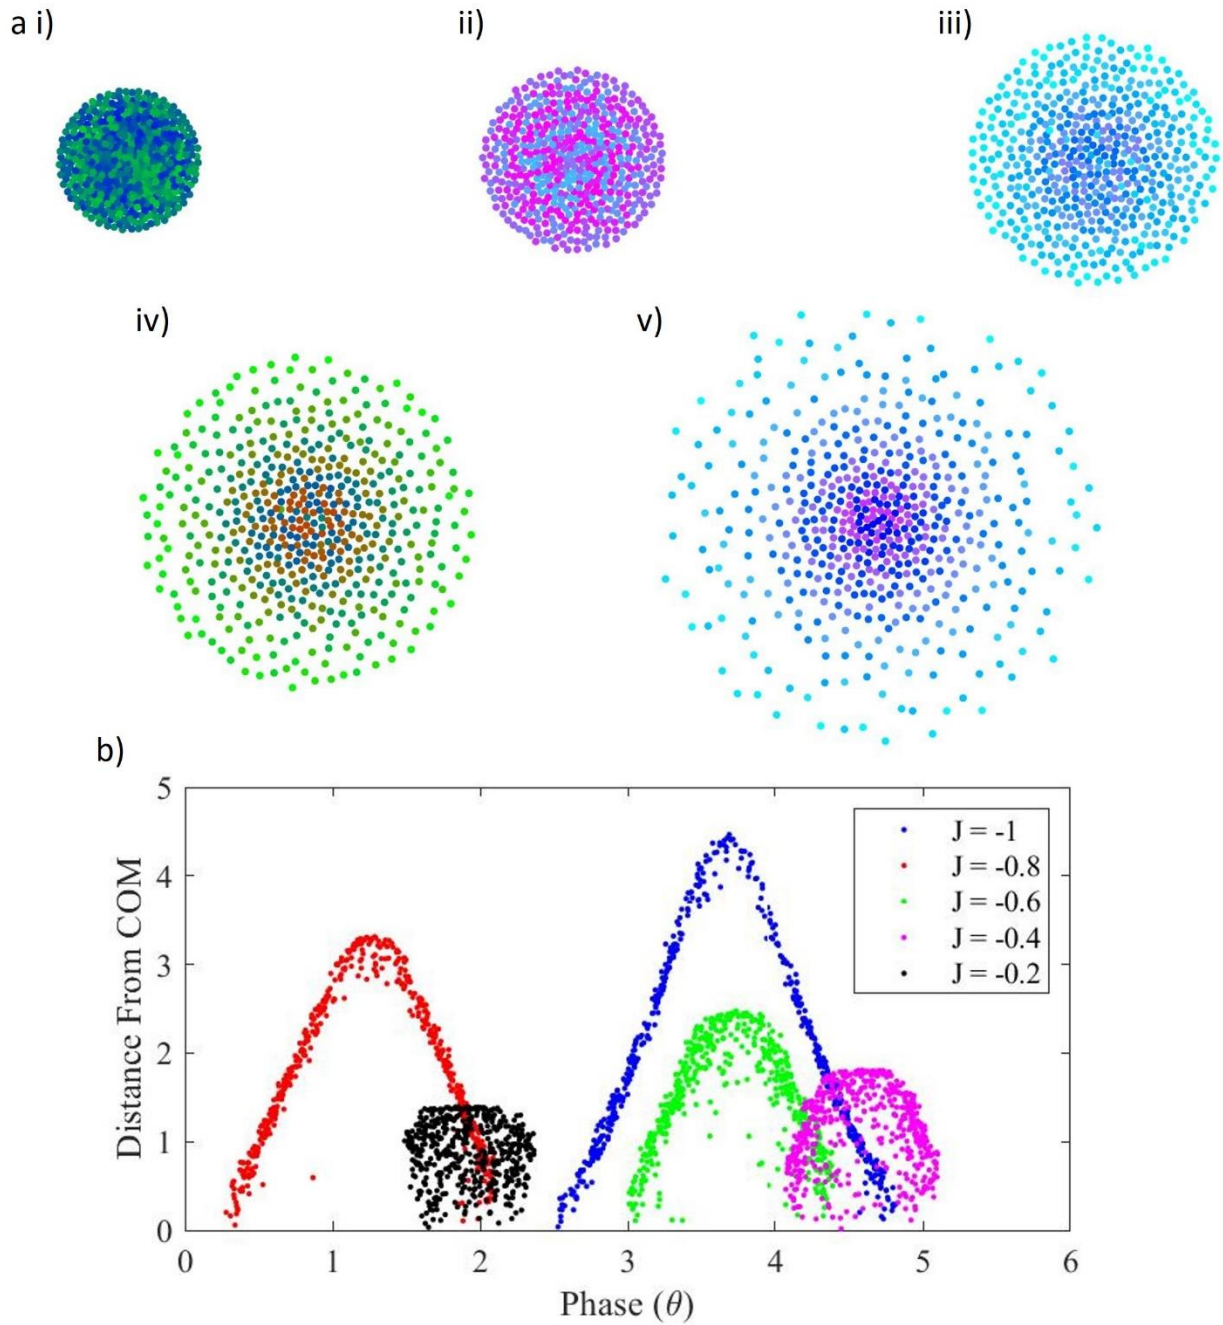 a i)
ii)
iii)
iv)
v)
b)
5
4
3
2
1
0
Distance From COM
J = -1
J = -0.8
J = -0.6
J = -0.4
J = -0.2
0 1 2 3 4 5 6
Phase (θ)